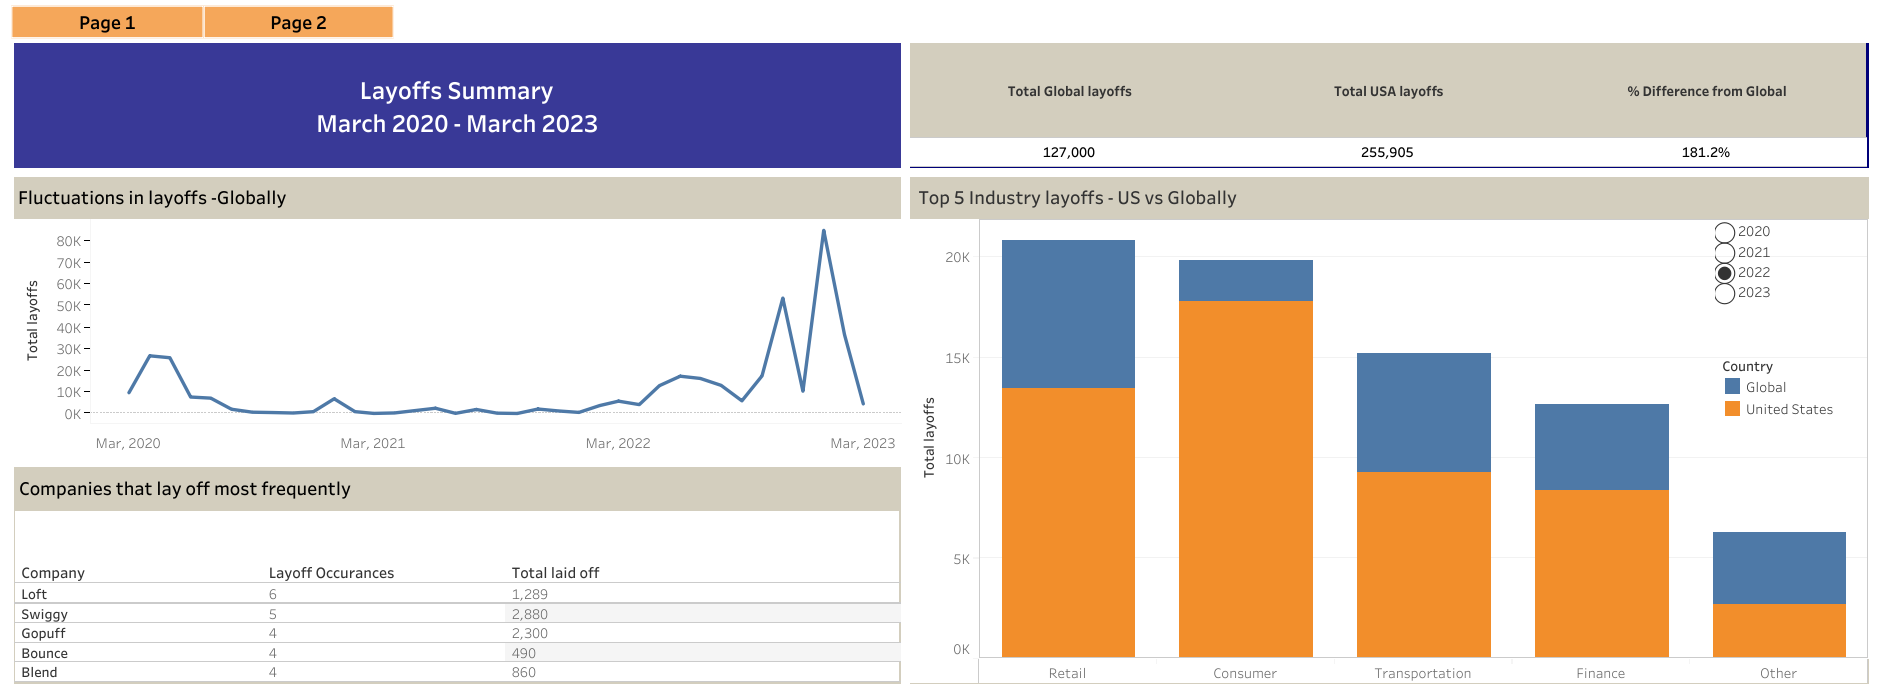 Page 1
Page 2
Layoffs Summary
March 2020 - March 2023
Total Global layoffs
Total USA layoffs
% Difference from Global
127,000
255,905
181.2%
Fluctuations in layoffs -Globally
80K
70K
60K
50K
40K
30K
20K
10K
0K
Total layoffs
Mar, 2020
Mar, 2021
Mar, 2022
Mar, 2023
Companies that lay off most frequently
Company Layoff Occurances Total laid off
Loft 6 1,289
Swiggy 5 2,880
Gopuff 4 2,300
Bounce 4 490
Blend 4 860
Top 5 Industry layoffs - US vs Globally
2020
2021
2022
2023
Country
Global
United States
20K
15K
10K
5K
0K
Total layoffs
Retail
Consumer
Transportation
Finance
Other